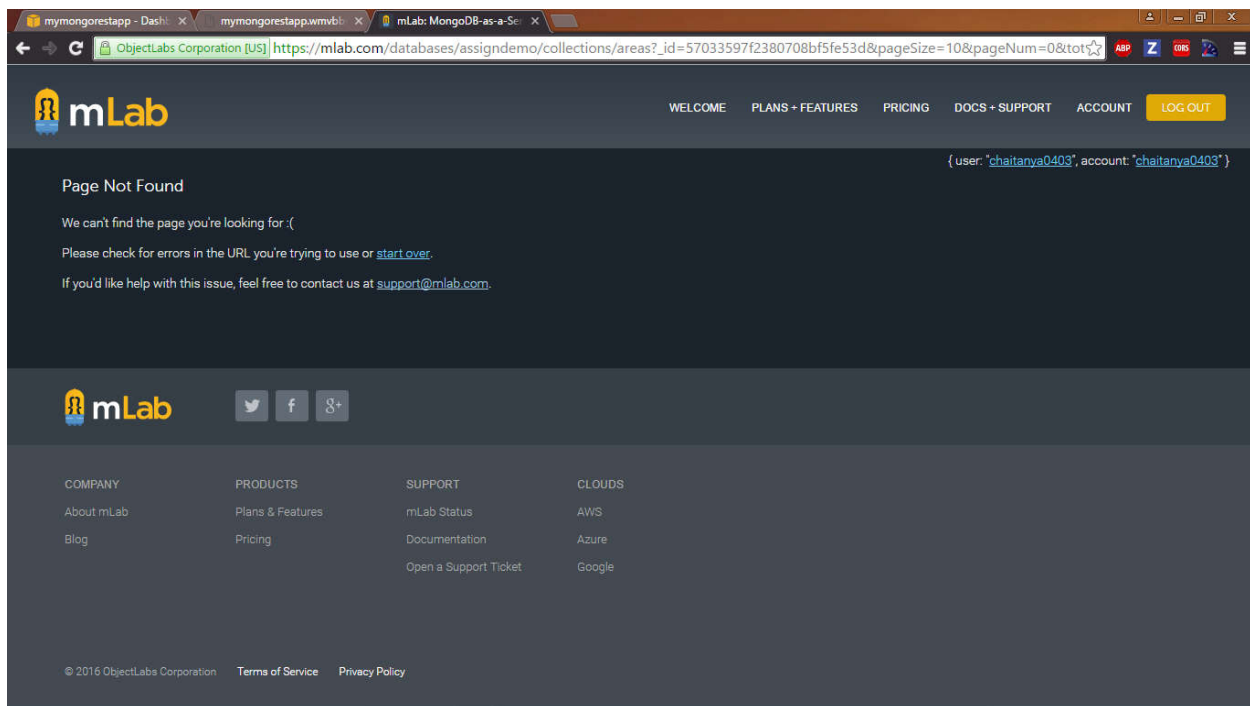 mymongorestapp - Dashb
mymongorestapp.wmvbb
mLab: MongoDB-as-a-Ser
ObjectLabs Corporation [US] https://mlab.com/databases/assigndemo/collections/areas?_id=57033597f2380708bf5fe53d&pageSize=10&pageNum=0&tot
ABP Z CORS
mLab
WELCOME PLANS + FEATURES PRICING DOCS + SUPPORT ACCOUNT LOG OUT
{ user: "chaitanya0403", account: "chaitanya0403" }
Page Not Found
We can't find the page you're looking for :(
Please check for errors in the URL you're trying to use or start over.
If you'd like help with this issue, feel free to contact us at support@mlab.com.
mLab
f 8+
COMPANY PRODUCTS SUPPORT CLOUDS
About mLab Plans & Features mLab Status AWS
Blog Pricing Documentation Azure
Open a Support Ticket Google
© 2016 ObjectLabs Corporation Terms of Service Privacy Policy